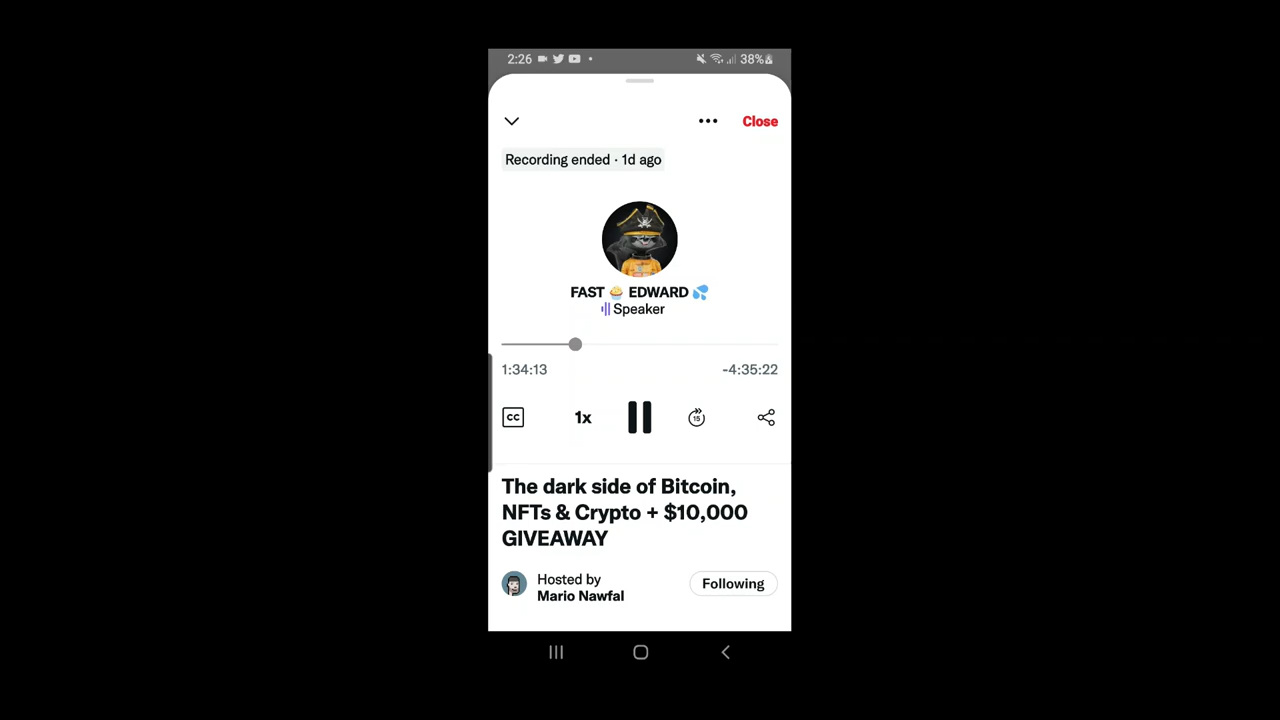 2:26 38%
Close
Recording ended · 1d ago
FAST 🥧 EDWARD 💦
Speaker
1:34:13 -4:35:22
CC 1x 15
The dark side of Bitcoin,
NFTs & Crypto + $10,000
GIVEAWAY
Hosted by
Mario Nawfal
Following